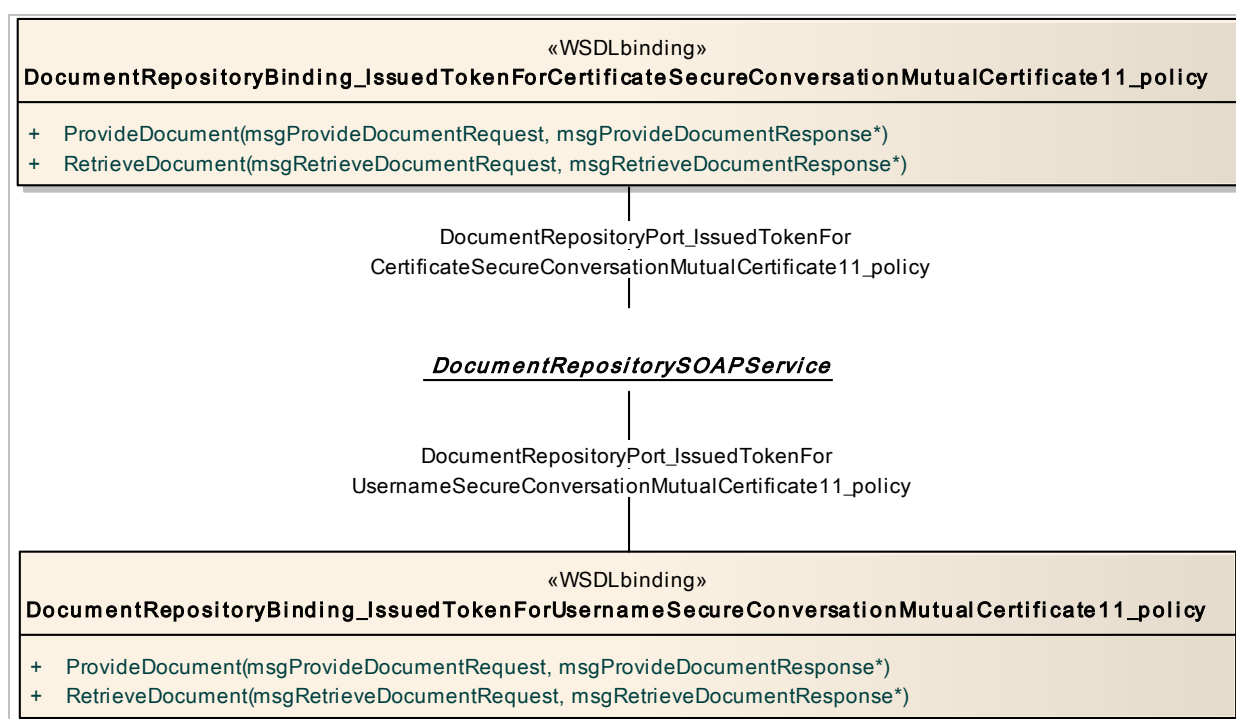 «WSDLbinding»
DocumentRepositoryBinding_IssuedTokenForCertificateSecureConversationMutualCertificate11_policy
+ ProvideDocument(msgProvideDocumentRequest, msgProvideDocumentResponse*)
+ RetrieveDocument(msgRetrieveDocumentRequest, msgRetrieveDocumentResponse*)
DocumentRepositoryPort_IssuedTokenFor
CertificateSecureConversationMutualCertificate11_policy
DocumentRepositorySOAPService
DocumentRepositoryPort_IssuedTokenFor
UsernameSecureConversationMutualCertificate11_policy
«WSDLbinding»
DocumentRepositoryBinding_IssuedTokenForUsernameSecureConversationMutualCertificate11_policy
+ ProvideDocument(msgProvideDocumentRequest, msgProvideDocumentResponse*)
+ RetrieveDocument(msgRetrieveDocumentRequest, msgRetrieveDocumentResponse*)